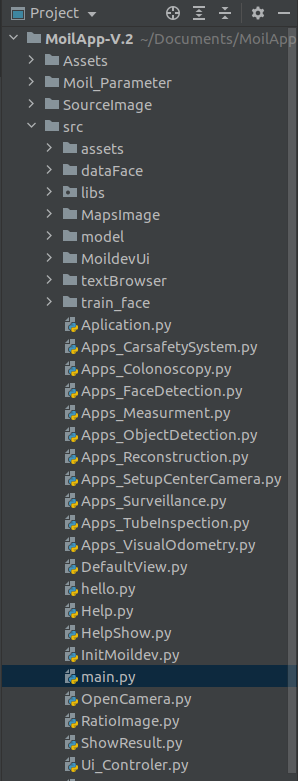 Project
MoilApp-V.2 ~/Documents/MoilApp
Assets
Moil_Parameter
SourceImage
src
assets
dataFace
libs
MapsImage
model
MoildevUi
textBrowser
train_face
Aplication.py
Apps_CarsafetySystem.py
Apps_Colonoscopy.py
Apps_FaceDetection.py
Apps_Measurment.py
Apps_ObjectDetection.py
Apps_Reconstruction.py
Apps_SetupCenterCamera.py
Apps_Surveillance.py
Apps_TubeInspection.py
Apps_VisualOdometry.py
DefaultView.py
hello.py
Help.py
HelpShow.py
InitMoildev.py
main.py
OpenCamera.py
RatioImage.py
ShowResult.py
Ui_Controler.py